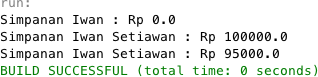 run:
Simpanan Iwan : Rp 0.0
Simpanan Iwan Setiawan : Rp 100000.0
Simpanan Iwan Setiawan : Rp 95000.0
BUILD SUCCESSFUL (total time: 0 seconds)